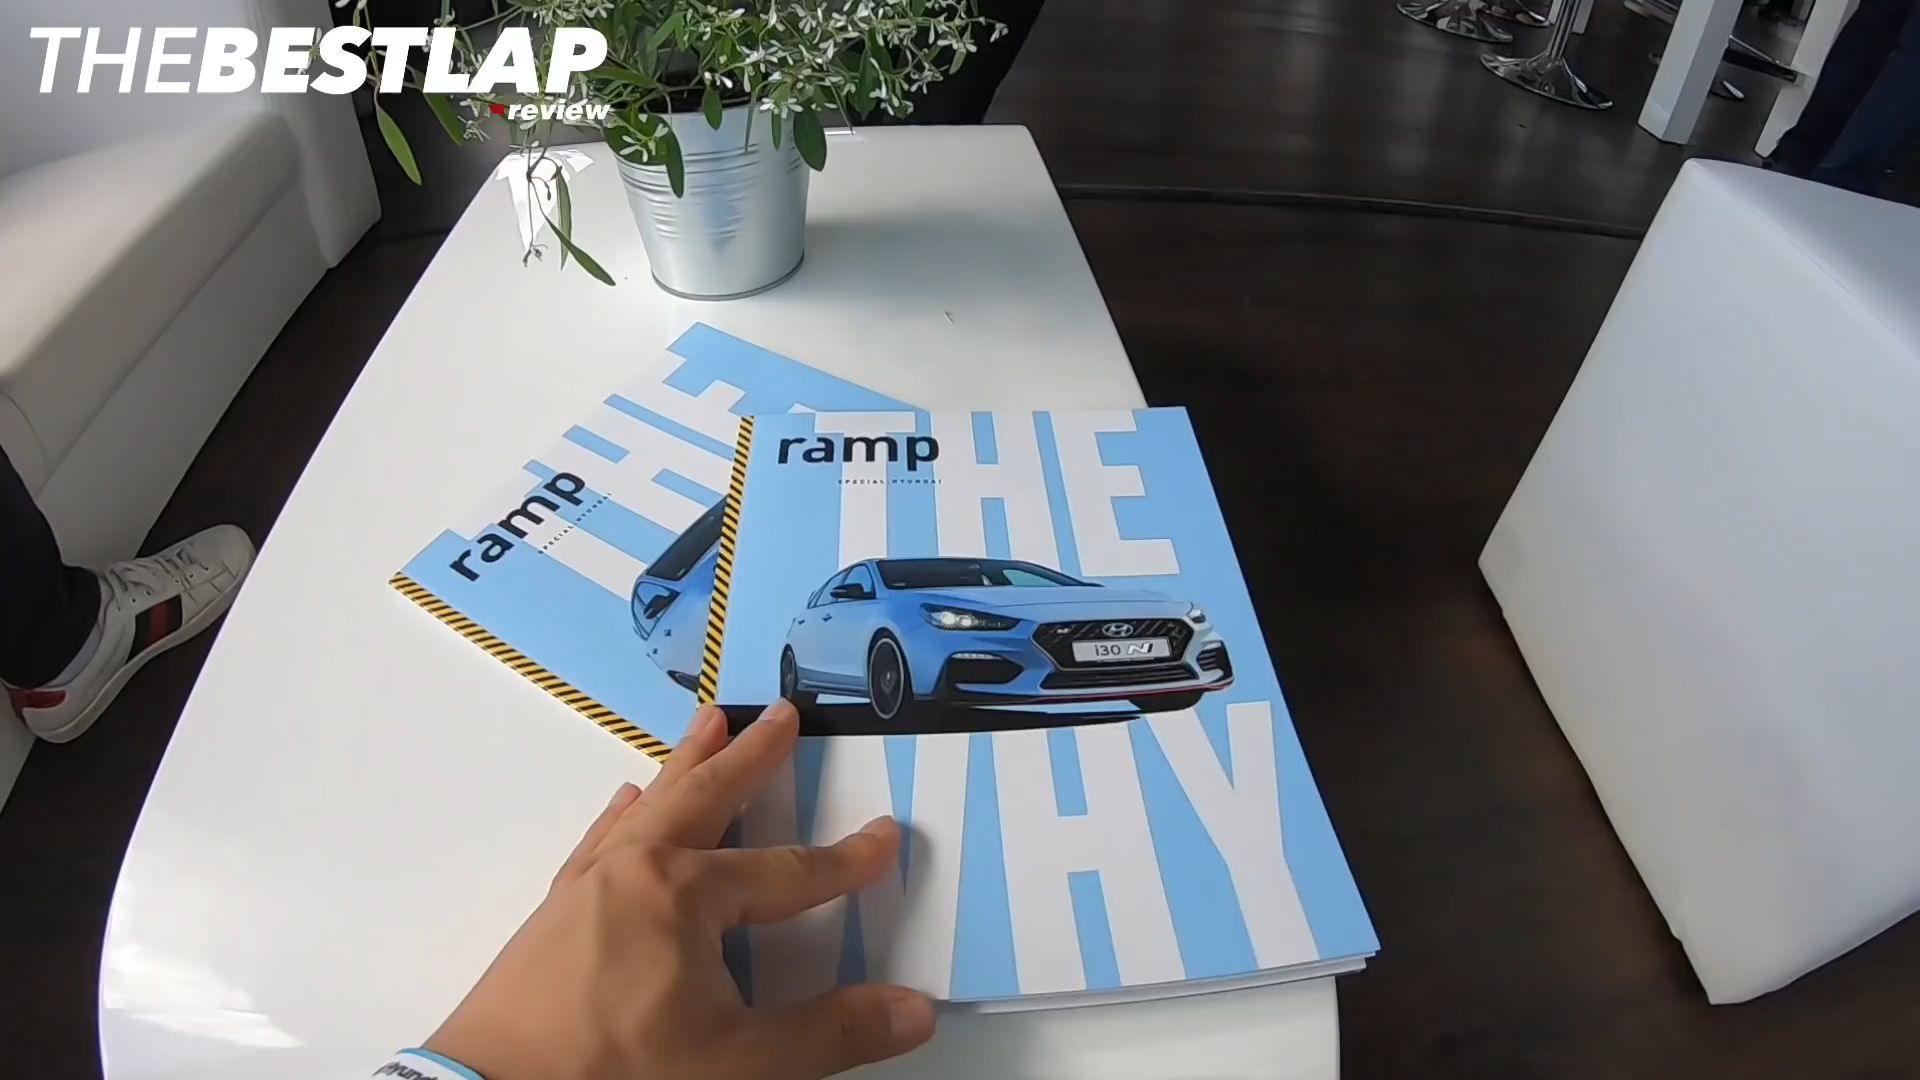 THEBESTLAP
review
ramp
SPECIAL.HYUNDAI
THE
i30 N
WHY
ramp
SPECIAL.HYUNDAI
THE